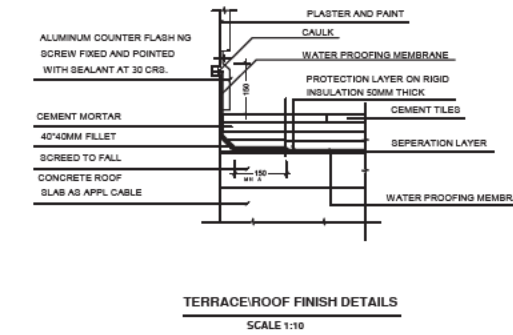 PLASTER AND PAINT
ALUMINUM COUNTER FLASHING
SCREW FIXED AND POINTED
WITH SEALANT AT 30 CRS.
CAULK
WATER PROOFING MEMBRANE
PROTECTION LAYER ON RIGID
INSULATION 50MM THICK
150
CEMENT TILES
CEMENT MORTAR
40*40MM FILLET
SEPERATION LAYER
SCREED TO FALL
150
CONCRETE ROOF
SLAB AS APPL CABLE
WATER PROOFING MEMBR
TERRACE\ROOF FINISH DETAILS
SCALE 1:10